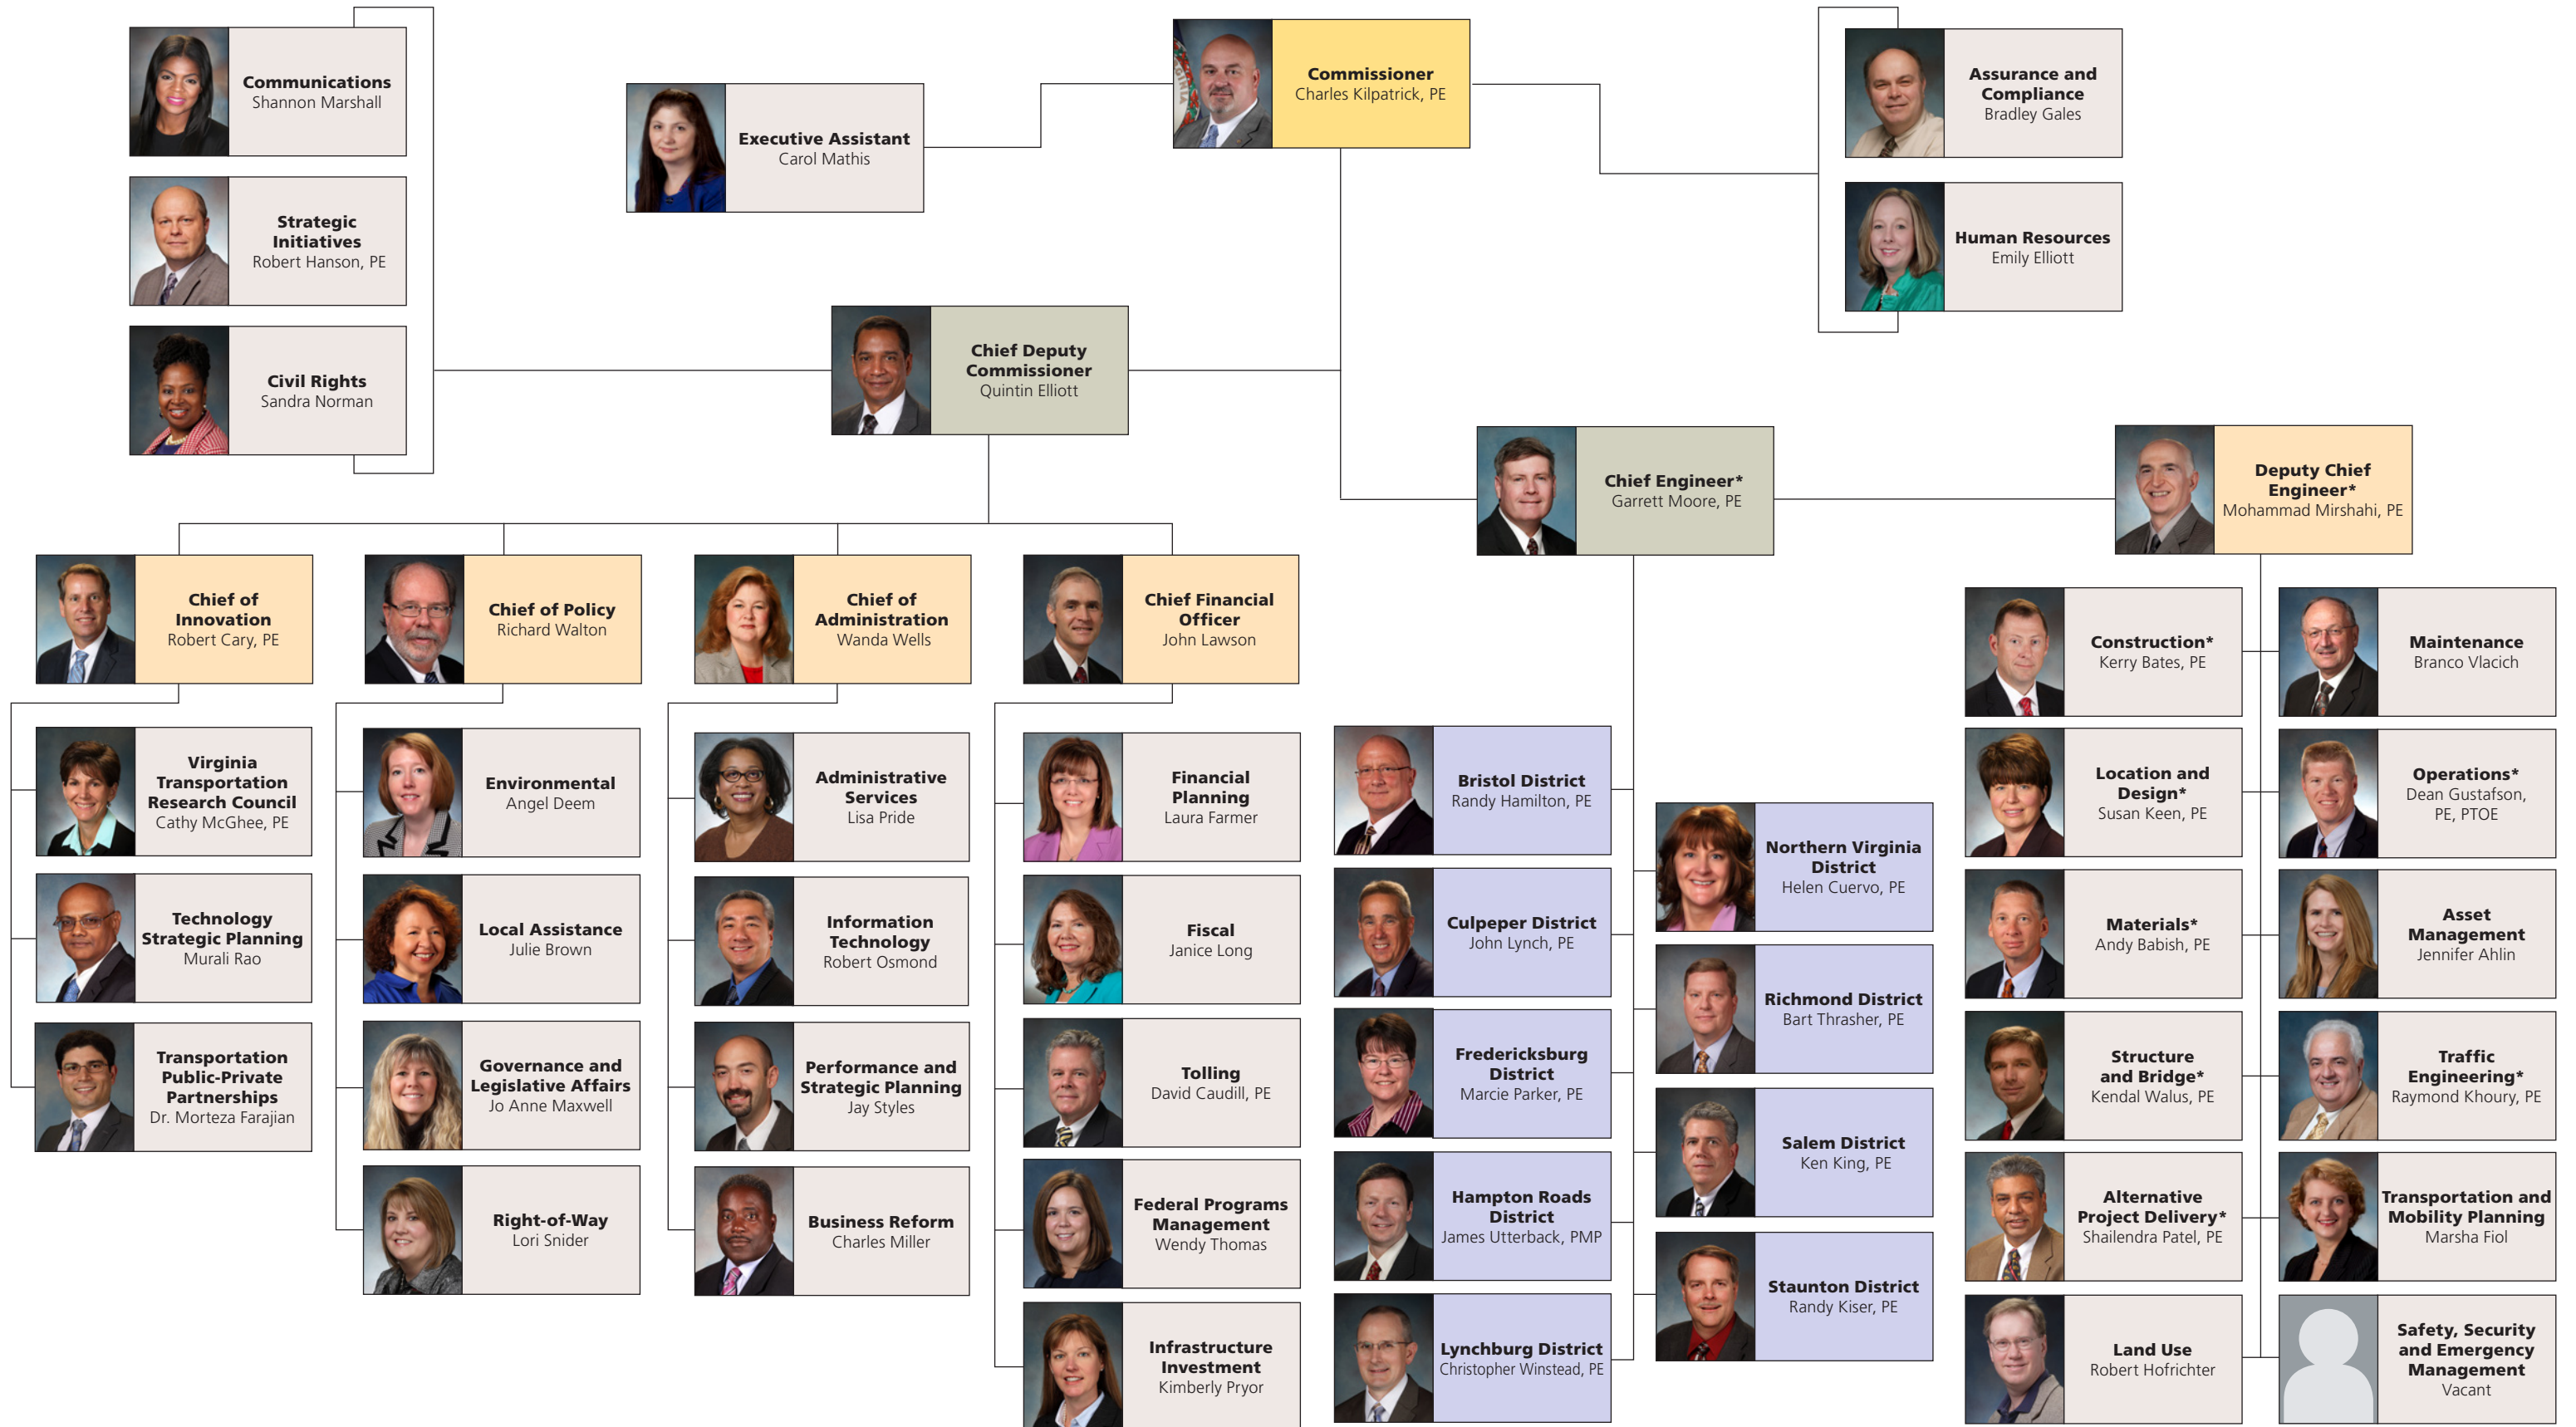 Communications
Shannon Marshall
Strategic
Initiatives
Robert Hanson, PE
Civil Rights
Sandra Norman
Executive Assistant
Carol Mathis
Commissioner
Charles Kilpatrick, PE
Assurance and
Compliance
Bradley Gales
Human Resources
Emily Elliott
Chief Deputy
Commissioner
Quintin Elliott
Chief Engineer*
Garrett Moore, PE
Deputy Chief
Engineer*
Mohammad Mirshahi, PE
Chief of
Innovation
Robert Cary, PE
Virginia
Transportation
Research Council
Cathy McGhee, PE
Technology
Strategic Planning
Murali Rao
Transportation
Public-Private
Partnerships
Dr. Morteza Farajian
Chief of Policy
Richard Walton
Environmental
Angel Deem
Local Assistance
Julie Brown
Governance and
Legislative Affairs
Jo Anne Maxwell
Right-of-Way
Lori Snider
Chief of
Administration
Wanda Wells
Administrative
Services
Lisa Pride
Information
Technology
Robert Osmond
Performance and
Strategic Planning
Jay Styles
Business Reform
Charles Miller
Chief Financial
Officer
John Lawson
Financial
Planning
Laura Farmer
Fiscal
Janice Long
Tolling
David Caudill, PE
Federal Programs
Management
Wendy Thomas
Infrastructure
Investment
Kimberly Pryor
Bristol District
Randy Hamilton, PE
Culpeper District
John Lynch, PE
Fredericksburg
District
Marcie Parker, PE
Hampton Roads
District
James Utterback, PMP
Lynchburg District
Christopher Winstead, PE
Northern Virginia
District
Helen Cuervo, PE
Richmond District
Bart Thrasher, PE
Salem District
Ken King, PE
Staunton District
Randy Kiser, PE
Construction*
Kerry Bates, PE
Location and
Design*
Susan Keen, PE
Materials*
Andy Babish, PE
Structure
and Bridge*
Kendal Walus, PE
Alternative
Project Delivery*
Shailendra Patel, PE
Land Use
Robert Hofrichter
Maintenance
Branco Vlacich
Operations*
Dean Gustafson,
PE, PTOE
Asset
Management
Jennifer Ahlin
Traffic
Engineering*
Raymond Khoury, PE
Transportation and
Mobility Planning
Marsha Fiol
Safety, Security
and Emergency
Management
Vacant